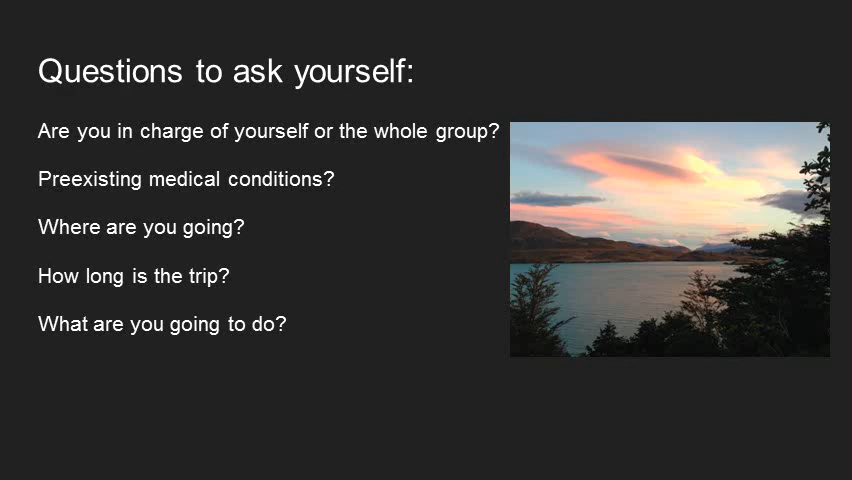 Questions to ask yourself:
Are you in charge of yourself or the whole group?
Preexisting medical conditions?
Where are you going?
How long is the trip?
What are you going to do?